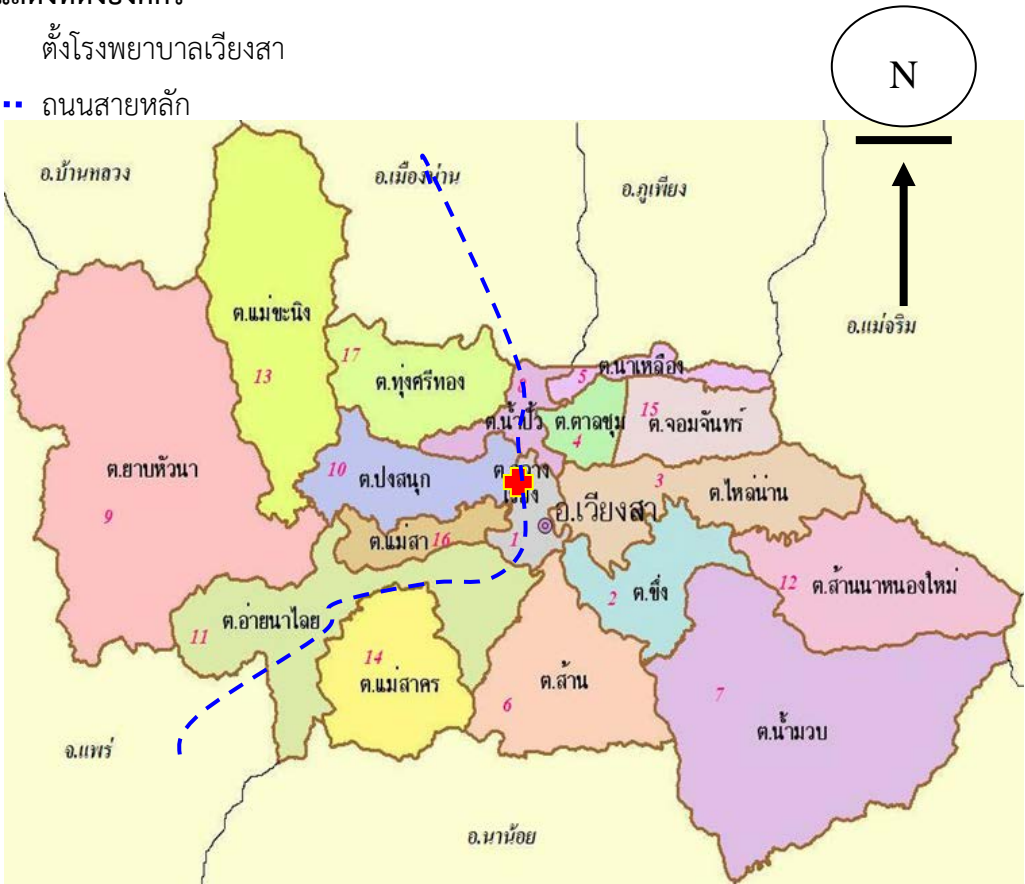 ตั้งโรงพยาบาลเวียงสา
N
ถนนสายหลัก
อ.บ้านหลวง
อ.เมืองน่าน
อ.ภูเพียง
ต.แม่ขะนิง
อ.แม่จริม
17
5
ต.นาเหลือง
13
ต.ทุ่งศรีทอง
15
ต.น้ำปั้ว
ต.ตาลชุม
ต.จอมจันทร์
4
10
ต.ยาบหัวนา
ต.ปงสนุก
3
ต.ไหล่น่าน
9
อ.เวียงสา
ต.แม่สา 16
1
12
ต.ส้านนาหนองใหม่
2
ต.ขึ่ง
11
ต.อ่ายนาไลย
14
ต.แม่สาคร
ต.ส้าน
7
6
ต.น้ำมวบ
จ.แพร่
อ.นาน้อย